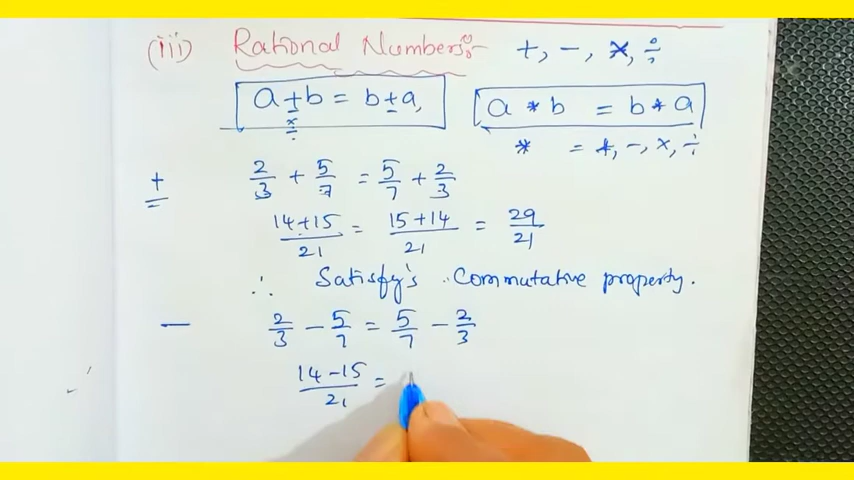 (iii) Rational Numbers:- +, -, ×, ÷
a + b = b ± a, a * b = b * a
×
÷
* = +, -, ×, ÷
+ 2/3 + 5/7 = 5/7 + 2/3
14+15/21 = 15+14/21 = 29/21
∴ Satisfy's Commutative property.
- 2/3 - 5/7 = 5/7 - 2/3
14-15/21 =